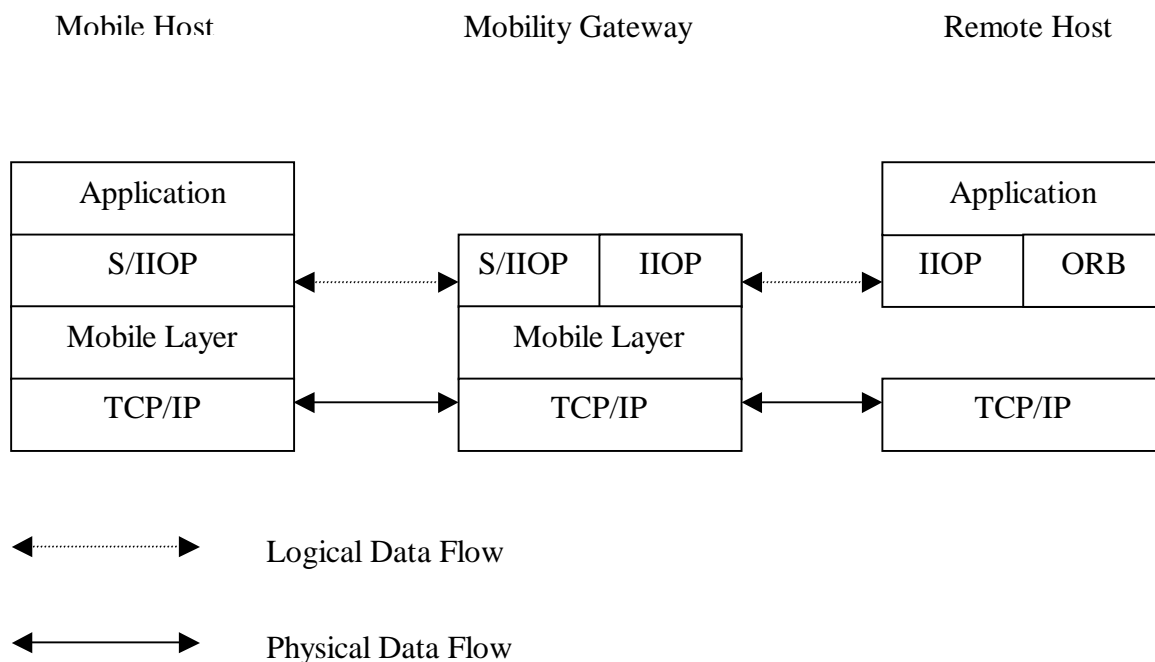 Mobile Host
Mobility Gateway
Remote Host
Application
Application
S/IIOP
S/IIOP
IIOP
IIOP
ORB
Mobile Layer
Mobile Layer
TCP/IP
TCP/IP
TCP/IP
Logical Data Flow
Physical Data Flow